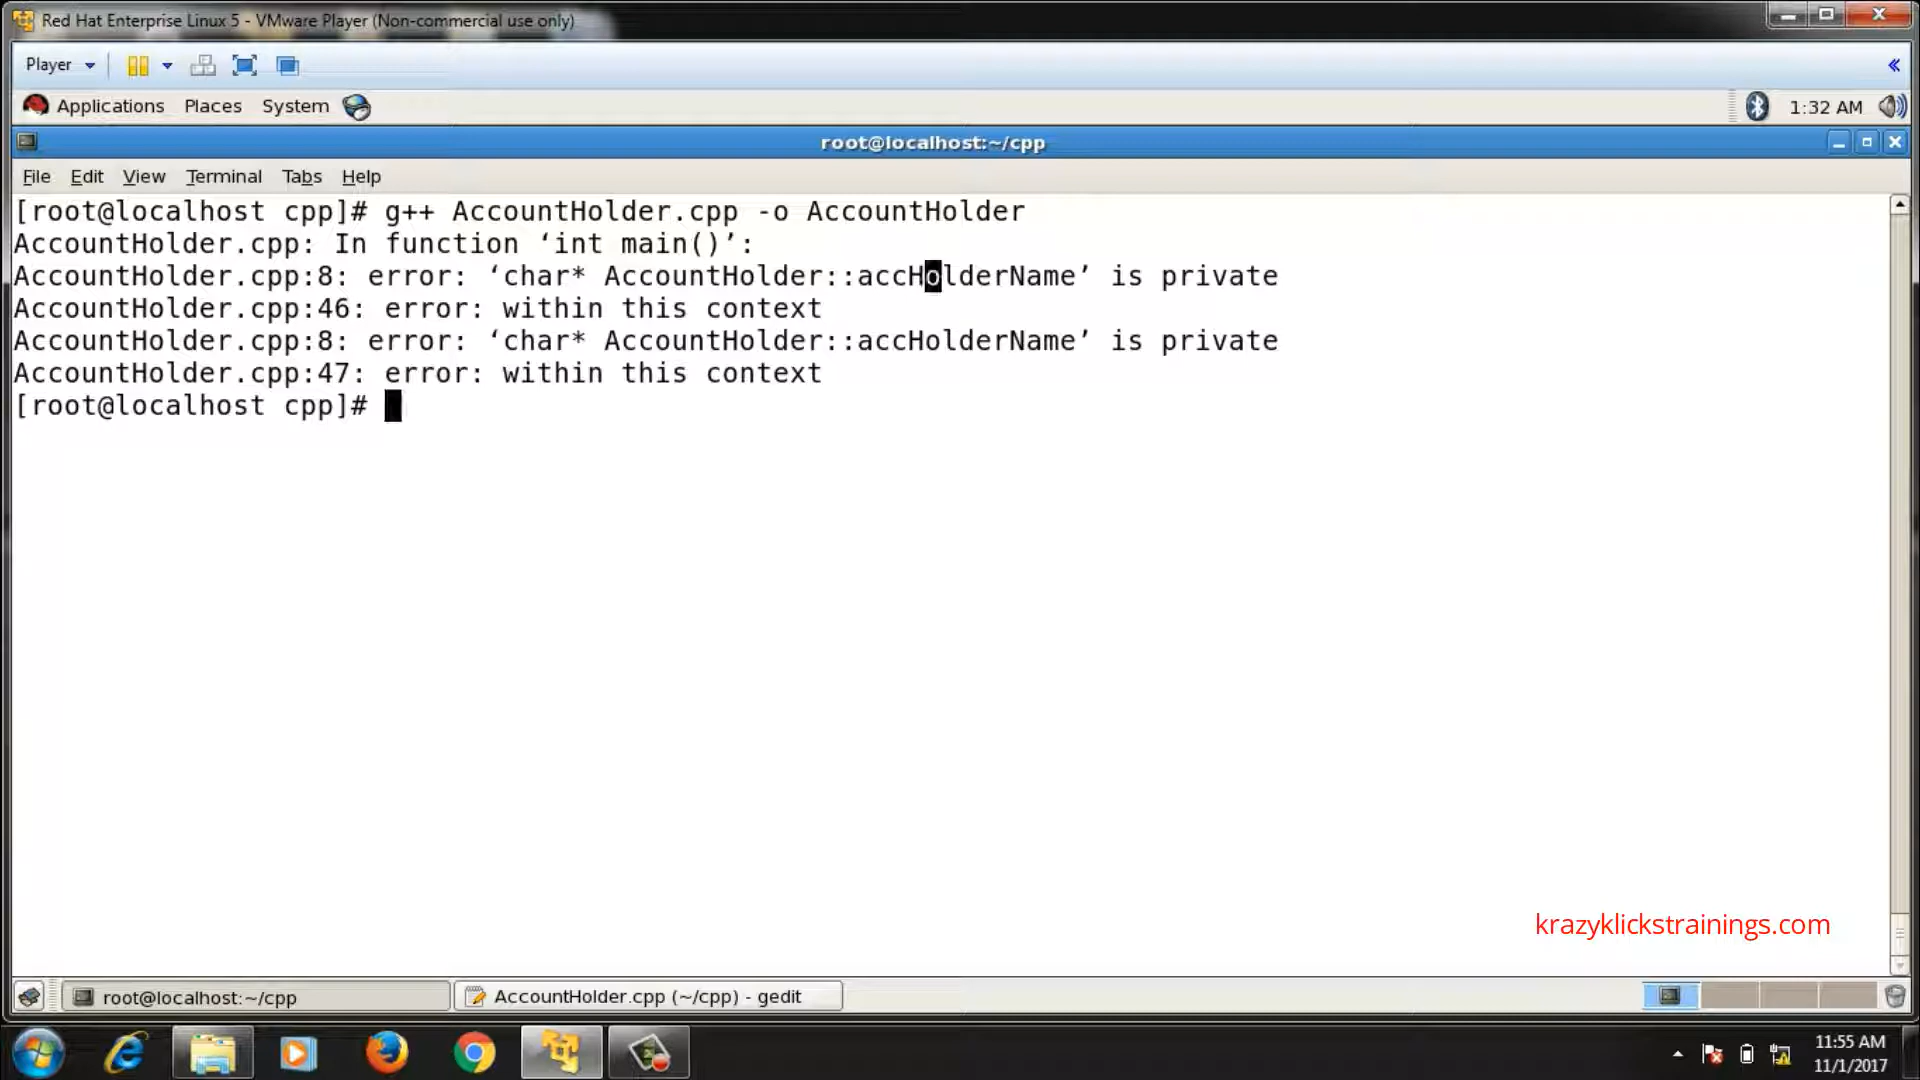 Red Hat Enterprise Linux 5 - VMware Player (Non-commercial use only)
Player
Applications Places System 1:32 AM
root@localhost:~/cpp
File Edit View Terminal Tabs Help
[root@localhost cpp]# g++ AccountHolder.cpp -o AccountHolder
AccountHolder.cpp: In function ‘int main()’:
AccountHolder.cpp:8: error: ‘char* AccountHolder::accHolderName’ is private
AccountHolder.cpp:46: error: within this context
AccountHolder.cpp:8: error: ‘char* AccountHolder::accHolderName’ is private
AccountHolder.cpp:47: error: within this context
[root@localhost cpp]#
krazyklickstrainings.com
root@localhost:~/cpp AccountHolder.cpp (~/cpp) - gedit
11:55 AM
11/1/2017